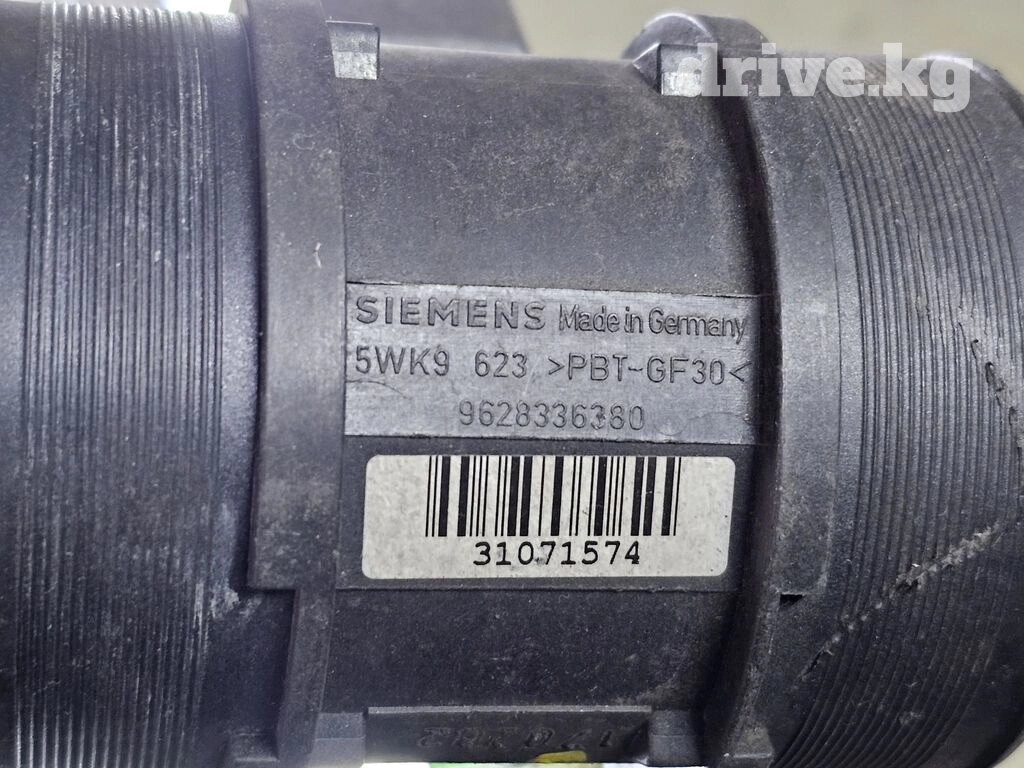 drive.kg
SIEMENS Made in Germany
5WK9 623 >PBT-GF30<
9628336380
31071574